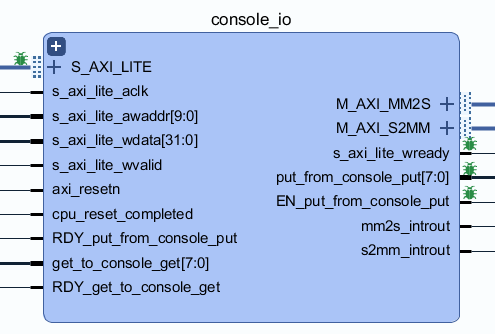 console_io
S_AXI_LITE
s_axi_lite_aclk
s_axi_lite_awaddr[9:0]
s_axi_lite_wdata[31:0]
s_axi_lite_wvalid
axi_resetn
cpu_reset_completed
RDY_put_from_console_put
get_to_console_get[7:0]
RDY_get_to_console_get
M_AXI_MM2S
M_AXI_S2MM
s_axi_lite_wready
put_from_console_put[7:0]
EN_put_from_console_put
mm2s_introut
s2mm_introut